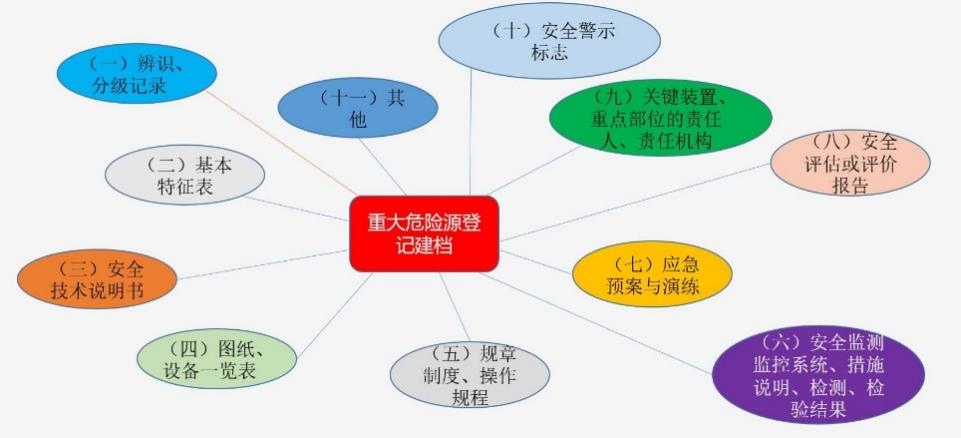 （十）安全警示
标志
（一）辨识、
分级记录
（十一）其
他
（九）关键装置、
重点部位的责任
人、责任机构
（八）安全
评估或评价
报告
（二）基本
特征表
重大危险源登
记建档
（三）安全
技术说明书
（七）应急
预案与演练
（四）图纸、
设备一览表
（五）规章
制度、操作
规程
（六）安全监测
监控系统、措施
说明、检测、检
验结果